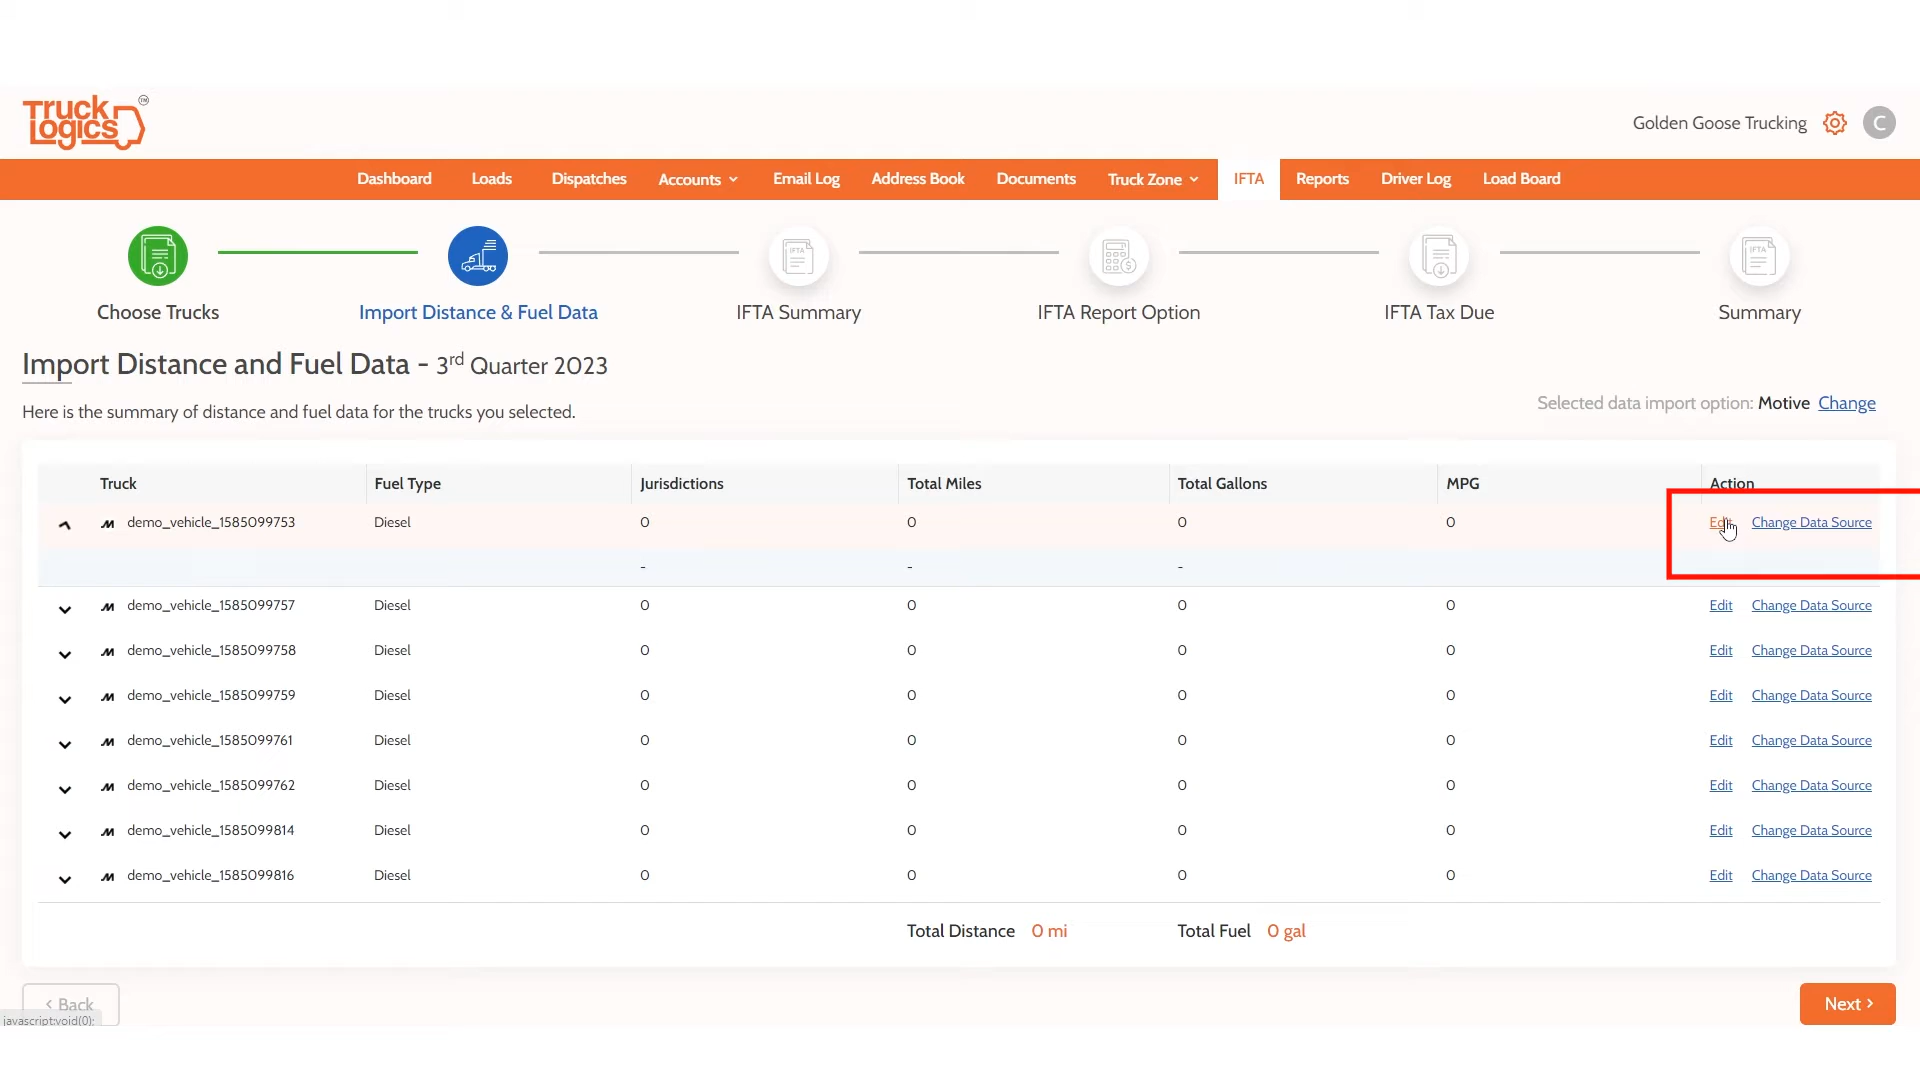 Truck Logics TM
Golden Goose Trucking C
Dashboard Loads Dispatches Accounts Email Log Address Book Documents Truck Zone IFTA Reports Driver Log Load Board
IFTA IFTA
Choose Trucks Import Distance & Fuel Data IFTA Summary IFTA Report Option IFTA Tax Due Summary
Import Distance and Fuel Data - 3rd Quarter 2023
Here is the summary of distance and fuel data for the trucks you selected.
Selected data import option: Motive Change
Truck Fuel Type Jurisdictions Total Miles Total Gallons MPG Action
demo_vehicle_1585099753 Diesel 0 0 0 0 Edit Change Data Source
- - -
demo_vehicle_1585099757 Diesel 0 0 0 0 Edit Change Data Source
demo_vehicle_1585099758 Diesel 0 0 0 0 Edit Change Data Source
demo_vehicle_1585099759 Diesel 0 0 0 0 Edit Change Data Source
demo_vehicle_1585099761 Diesel 0 0 0 0 Edit Change Data Source
demo_vehicle_1585099762 Diesel 0 0 0 0 Edit Change Data Source
demo_vehicle_1585099814 Diesel 0 0 0 0 Edit Change Data Source
demo_vehicle_1585099816 Diesel 0 0 0 0 Edit Change Data Source
Total Distance 0 mi Total Fuel 0 gal
< Back Next >
javascript:void(0);